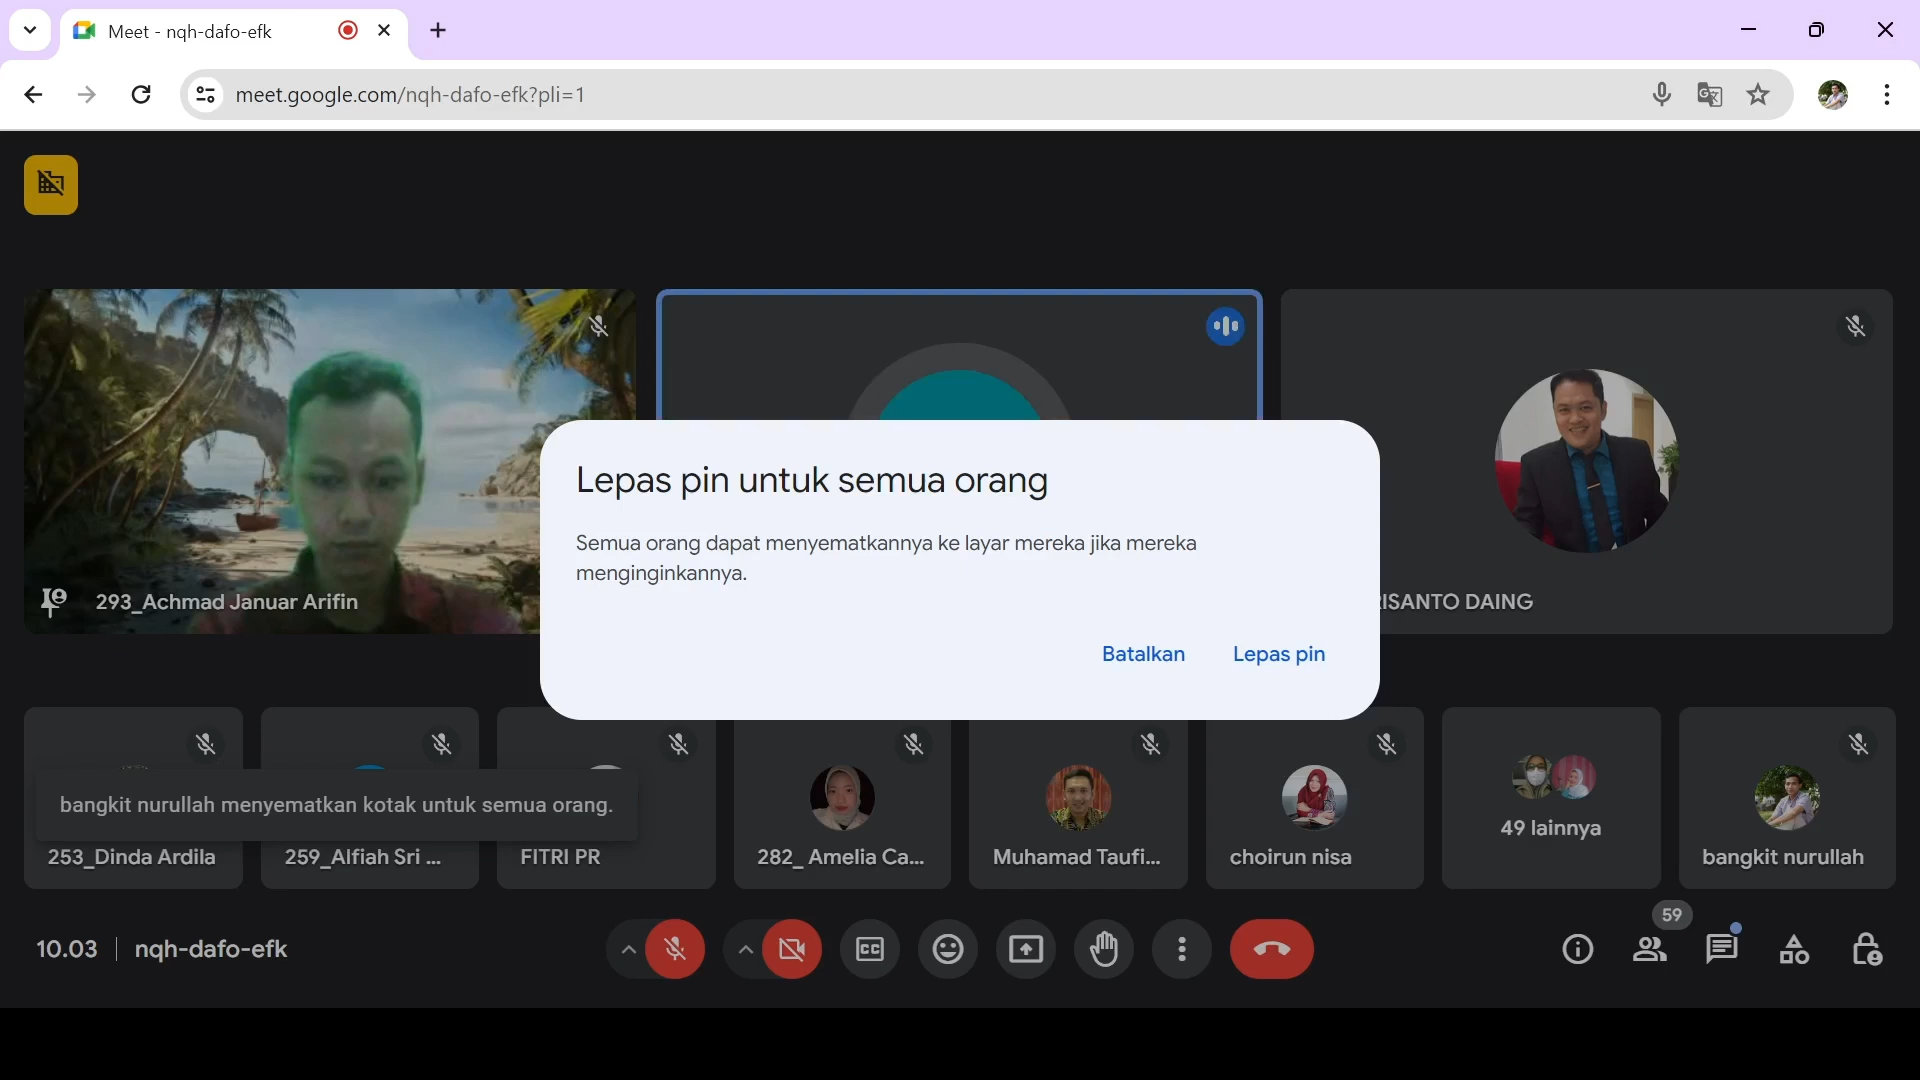 Meet - nqh-dafo-efk
meet.google.com/nqh-dafo-efk?pli=1
Lepas pin untuk semua orang
Semua orang dapat menyematkannya ke layar mereka jika mereka
menginginkannya.
Batalkan Lepas pin
293_Achmad Januar Arifin
RISANTO DAING
bangkit nurullah menyematkan kotak untuk semua orang.
49 lainnya
253_Dinda Ardila
259_Alfiah Sri ...
FITRI PR
282_ Amelia Ca...
Muhamad Taufi...
choirun nisa
bangkit nurullah
10.03 | nqh-dafo-efk
CC
59